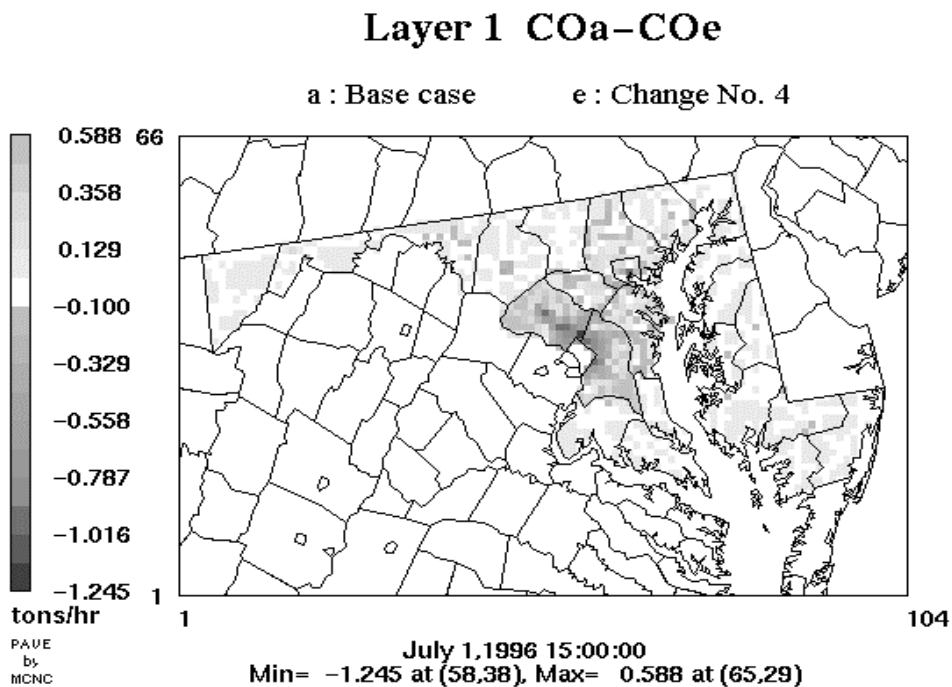 Layer 1 COa−COe
a : Base case e : Change No. 4
0.588
0.358
0.129
−0.100
−0.329
−0.558
−0.787
−1.016
−1.245
tons/hr
66
1
1
104
PAVE
by
MCNC
July 1,1996 15:00:00
Min= −1.245 at (58,38), Max= 0.588 at (65,29)